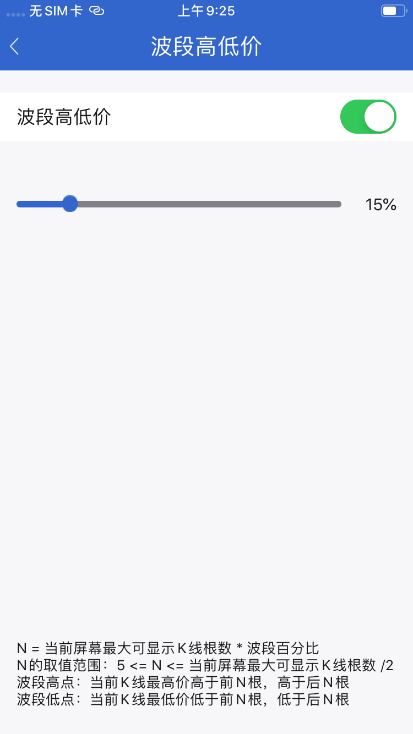 无SIM卡 上午9:25
波段高低价
波段高低价
15%
N = 当前屏幕最大可显示K线根数 * 波段百分比
N的取值范围：5 <= N <= 当前屏幕最大可显示K线根数 /2
波段高点：当前K线最高价高于前N根，高于后N根
波段低点：当前K线最低价低于前N根，低于后N根